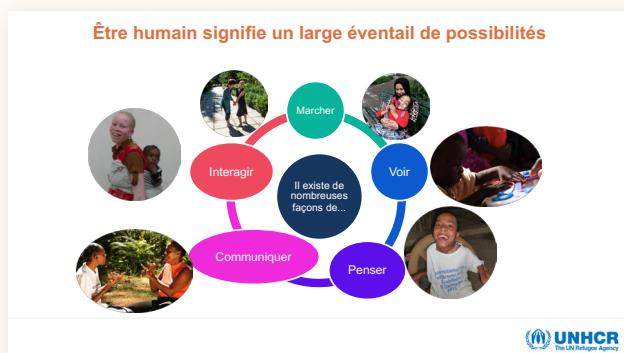 Être humain signifie un large éventail de possibilités
Marcher
Interagir
Voir
Il existe de
nombreuses
façons de...
Communiquer
Penser
UNHCR
The UN Refugee Agency